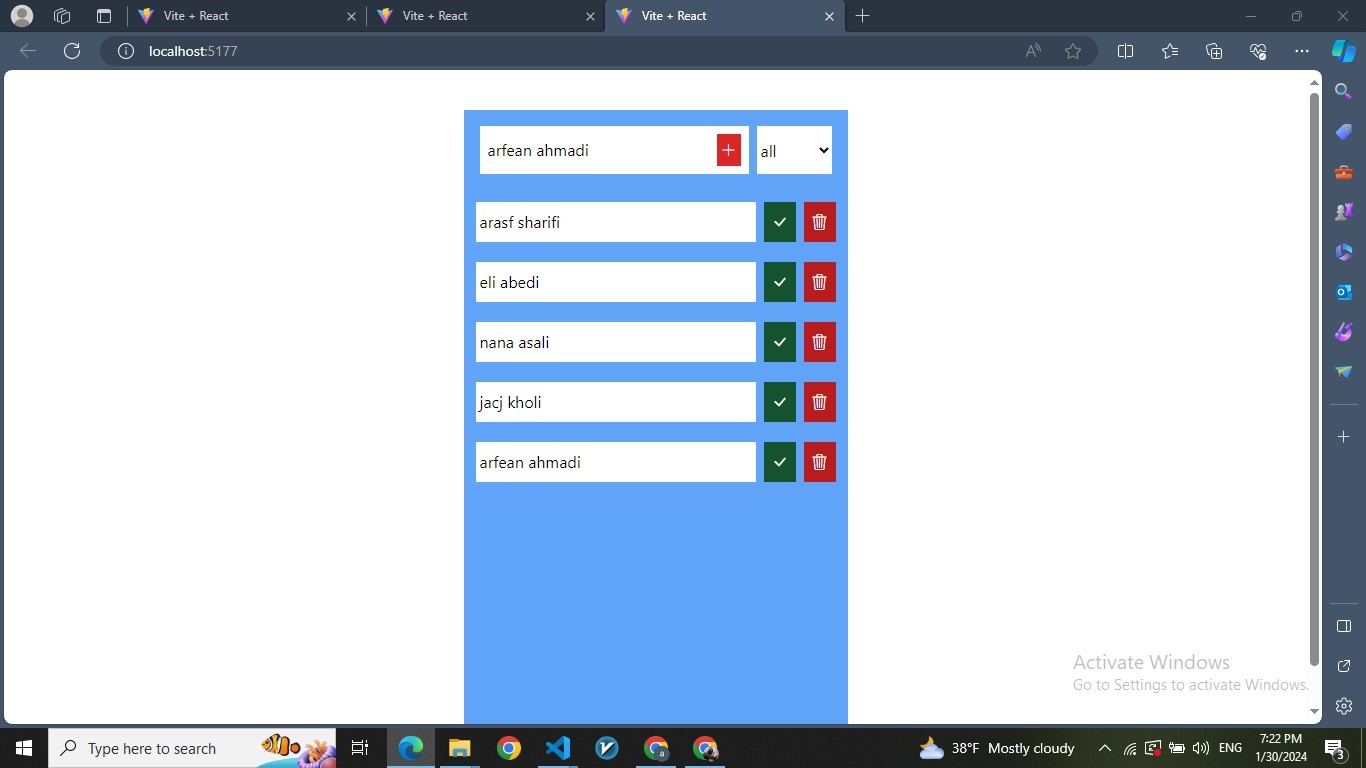 Vite + React
Vite + React
Vite + React
localhost:5177
arfean ahmadi
all
arasf sharifi
eli abedi
nana asali
jacj kholi
arfean ahmadi
Activate Windows
Go to Settings to activate Windows.
Type here to search
38°F Mostly cloudy
ENG
7:22 PM
1/30/2024
3